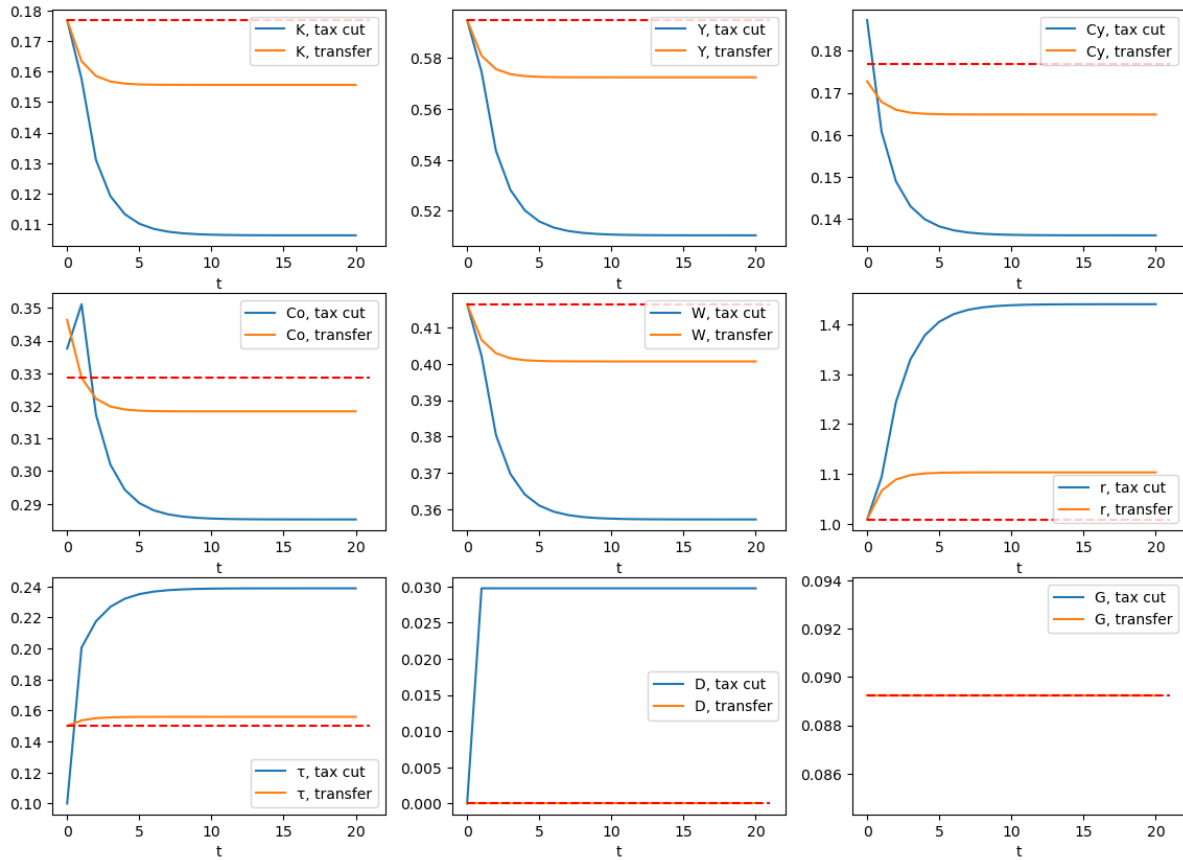 0.18
0.17
0.16
0.15
0.14
0.13
0.12
0.11
K, tax cut
K, transfer
0 5 10 15 20
t
0.58
0.56
0.54
0.52
Y, tax cut
Y, transfer
0 5 10 15 20
t
0.18
0.17
0.16
0.15
0.14
Cy, tax cut
Cy, transfer
0 5 10 15 20
t
0.35
0.34
0.33
0.32
0.31
0.30
0.29
Co, tax cut
Co, transfer
0 5 10 15 20
t
0.41
0.40
0.39
0.38
0.37
0.36
W, tax cut
W, transfer
0 5 10 15 20
t
1.4
1.3
1.2
1.1
1.0
r, tax cut
r, transfer
0 5 10 15 20
t
0.24
0.22
0.20
0.18
0.16
0.14
0.12
0.10
τ, tax cut
τ, transfer
0 5 10 15 20
t
0.030
0.025
0.020
0.015
0.010
0.005
0.000
D, tax cut
D, transfer
0 5 10 15 20
t
0.094
0.092
0.090
0.088
0.086
G, tax cut
G, transfer
0 5 10 15 20
t